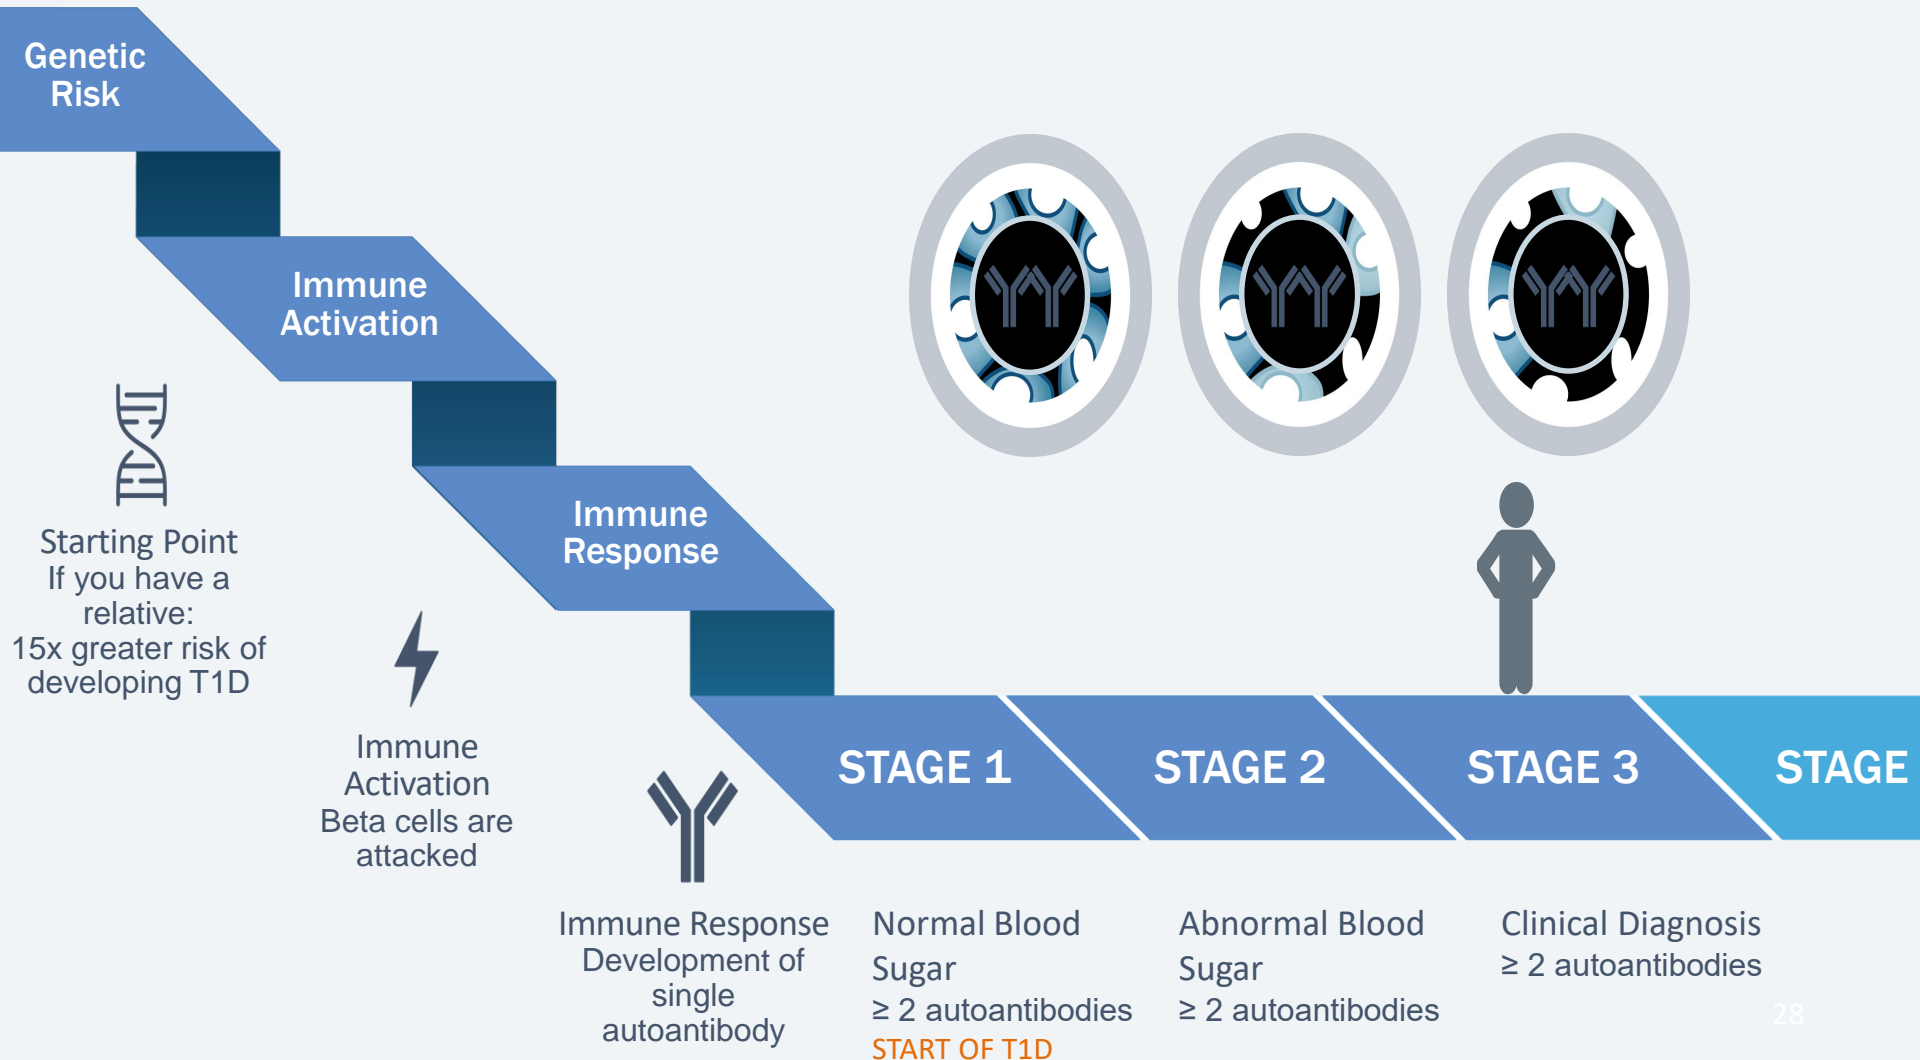 Genetic
Risk
Immune
Activation
Immune
Response
Starting Point
If you have a
relative:
15x greater risk of
developing T1D
Immune
Activation
Beta cells are
attacked
STAGE 1
STAGE 2
STAGE 3
STAGE
Immune Response
Development of
single
autoantibody
Normal Blood
Sugar
≥ 2 autoantibodies
START OF T1D
Abnormal Blood
Sugar
≥ 2 autoantibodies
Clinical Diagnosis
≥ 2 autoantibodies
28